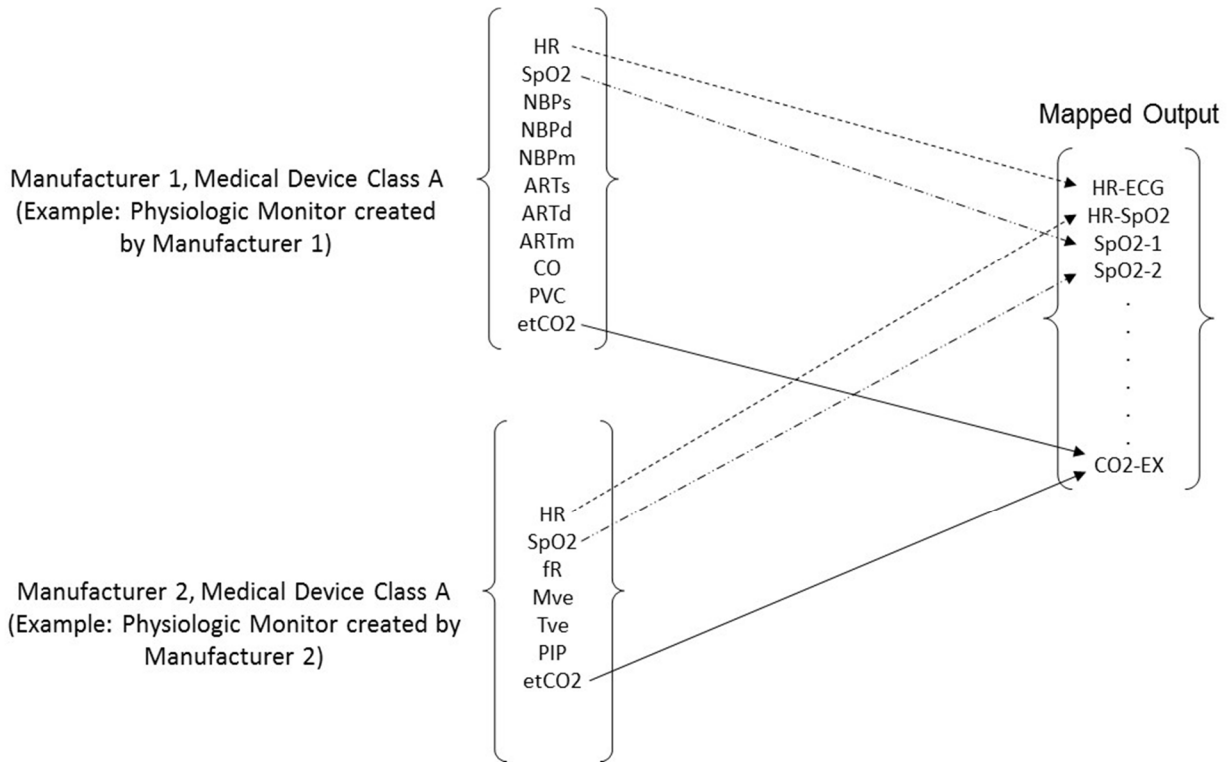 Manufacturer 1, Medical Device Class A
(Example: Physiologic Monitor created
by Manufacturer 1)
HR
SpO2
NBPs
NBPd
NBPm
ARTs
ARTd
ARTm
CO
PVC
etCO2
Manufacturer 2, Medical Device Class A
(Example: Physiologic Monitor created by
Manufacturer 2)
HR
SpO2
fR
Mve
Tve
PIP
etCO2
Mapped Output
HR-ECG
HR-SpO2
SpO2-1
SpO2-2
.
.
.
.
.
.
CO2-EX